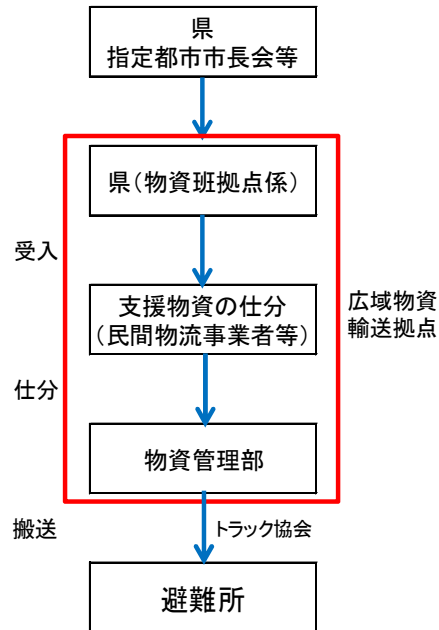 県
指定都市市長会等
県(物資班拠点係)
受入
支援物資の仕分
(民間物流事業者等)
広域物資
輸送拠点
仕分
物資管理部
搬送
トラック協会
避難所